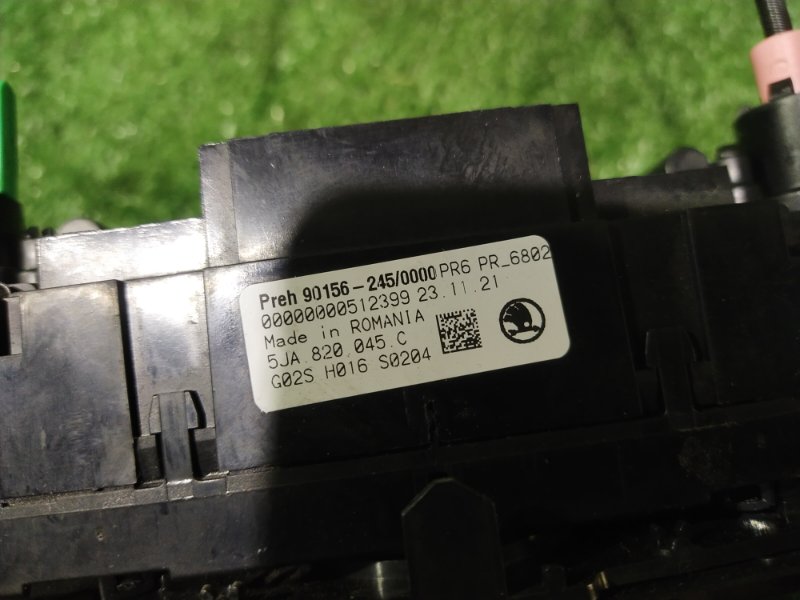 Preh 90156-245/0000 PR6 PR_6802
00000000512399 23.11.21
Made in ROMANIA
5JA.820.045.C
G02S H016 S0204